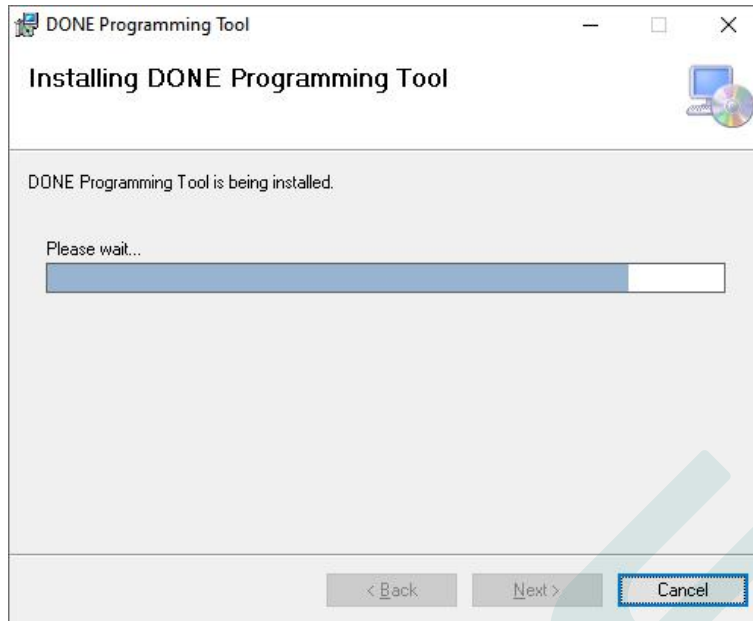 DONE Programming Tool
Installing DONE Programming Tool
DONE Programming Tool is being installed.
Please wait...
< Back
Next >
Cancel